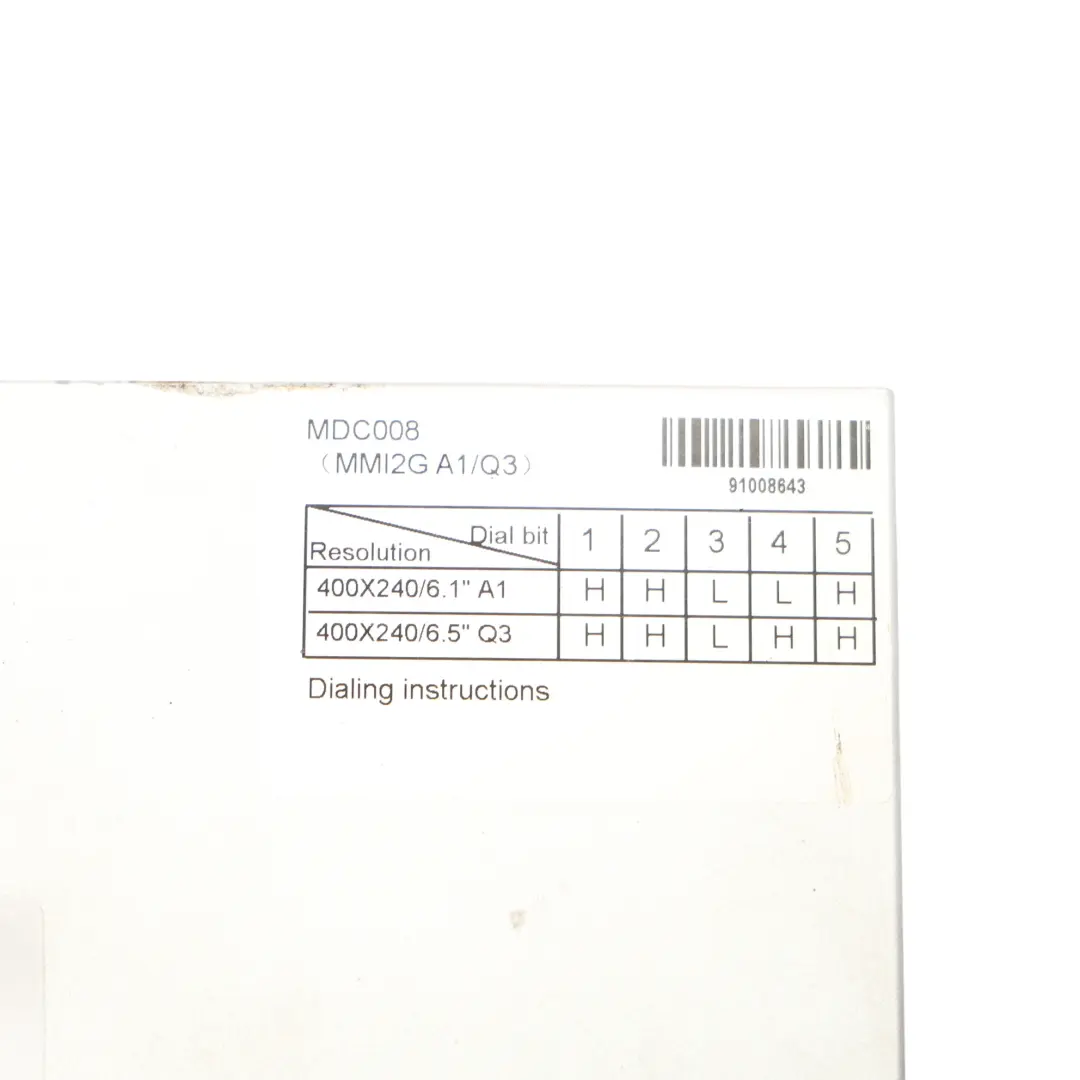 MDC008
（MMI2G A1/Q3）
91008643
Resolution Dial bit 1 2 3 4 5
400X240/6.1" A1 H H L L H
400X240/6.5" Q3 H H L H H
Dialing instructions